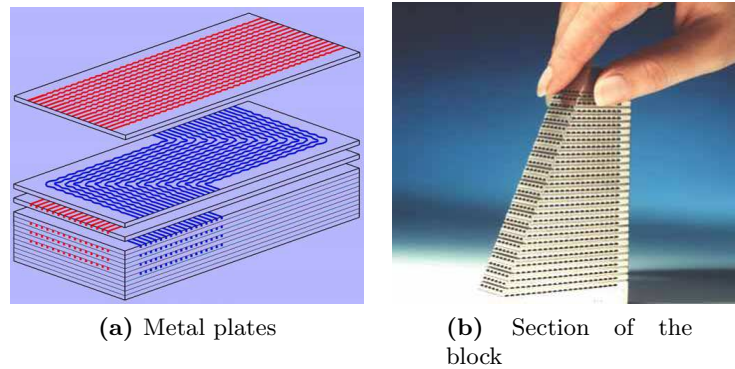 (a) Metal plates
(b) Section of the
block